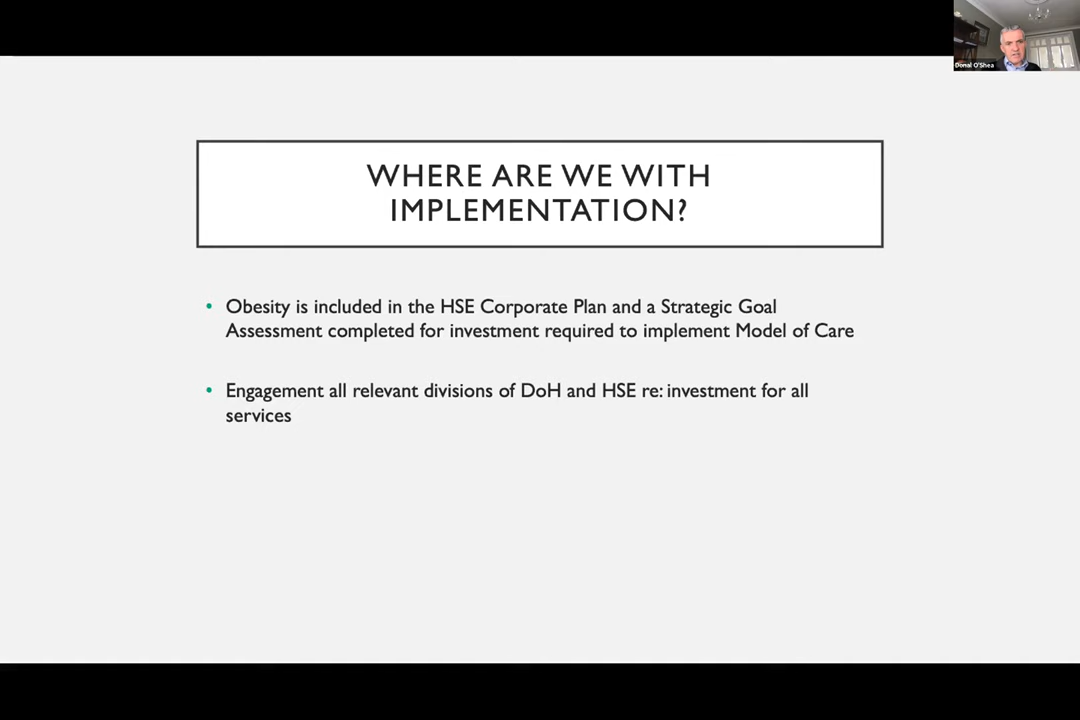 Donal O'Shea
WHERE ARE WE WITH
IMPLEMENTATION?
• Obesity is included in the HSE Corporate Plan and a Strategic Goal
Assessment completed for investment required to implement Model of Care
• Engagement all relevant divisions of DoH and HSE re: investment for all
services